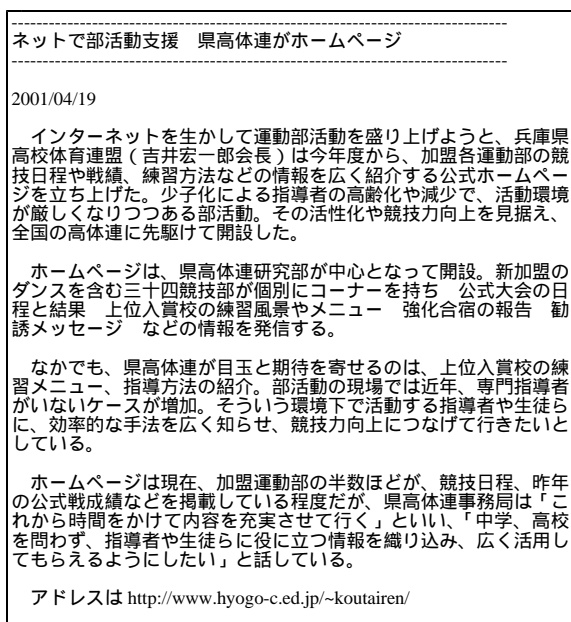 --------------------------------------------------------------------------------
ネットで部活動支援　県高体連がホームページ
--------------------------------------------------------------------------------
2001/04/19
　インターネットを生かして運動部活動を盛り上げようと、兵庫県
高校体育連盟（吉井宏一郎会長）は今年度から、加盟各運動部の競
技日程や戦績、練習方法などの情報を広く紹介する公式ホームペー
ジを立ち上げた。少子化による指導者の高齢化や減少で、活動環境
が厳しくなりつつある部活動。その活性化や競技力向上を見据え、
全国の高体連に先駆けて開設した。
　ホームページは、県高体連研究部が中心となって開設。新加盟の
ダンスを含む三十四競技部が個別にコーナーを持ち　公式大会の日
程と結果　上位入賞校の練習風景やメニュー　強化合宿の報告　勧
誘メッセージ　などの情報を発信する。
　なかでも、県高体連が目玉と期待を寄せるのは、上位入賞校の練
習メニュー、指導方法の紹介。部活動の現場では近年、専門指導者
がいないケースが増加。そういう環境下で活動する指導者や生徒ら
に、効率的な手法を広く知らせ、競技力向上につなげて行きたいと
している。
　ホームページは現在、加盟運動部の半数ほどが、競技日程、昨年
の公式戦成績などを掲載している程度だが、県高体連事務局は「こ
れから時間をかけて内容を充実させて行く」といい、「中学、高校
を問わず、指導者や生徒らに役に立つ情報を織り込み、広く活用し
てもらえるようにしたい」と話している。
　アドレスは http://www.hyogo-c.ed.jp/~koutairen/